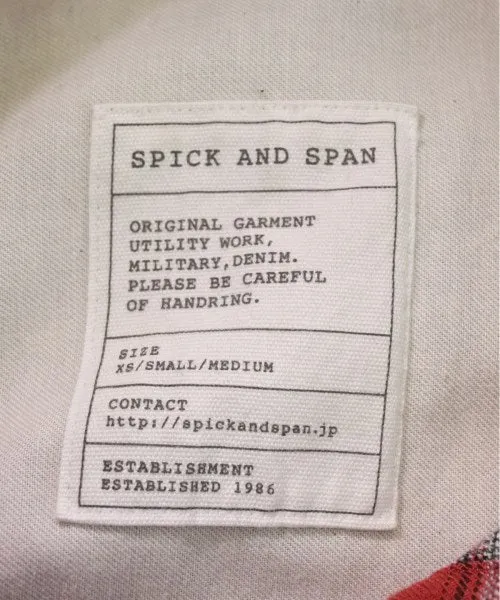 SPICK AND SPAN
ORIGINAL GARMENT
UTILITY WORK,
MILITARY,DENIM.
PLEASE BE CAREFUL
OF HANDRING.
SIZE
XS/SMALL/MEDIUM
CONTACT
http://spickandspan.jp
ESTABLISHMENT
ESTABLISHED 1986